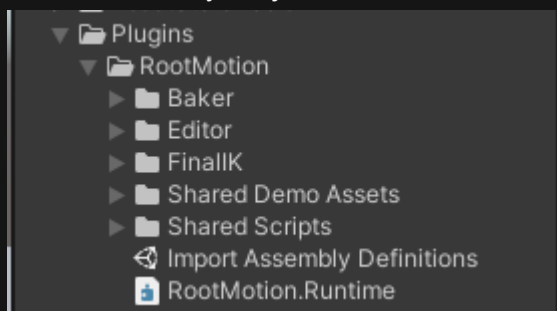 Plugins
RootMotion
Baker
Editor
FinalIK
Shared Demo Assets
Shared Scripts
Import Assembly Definitions
RootMotion.Runtime